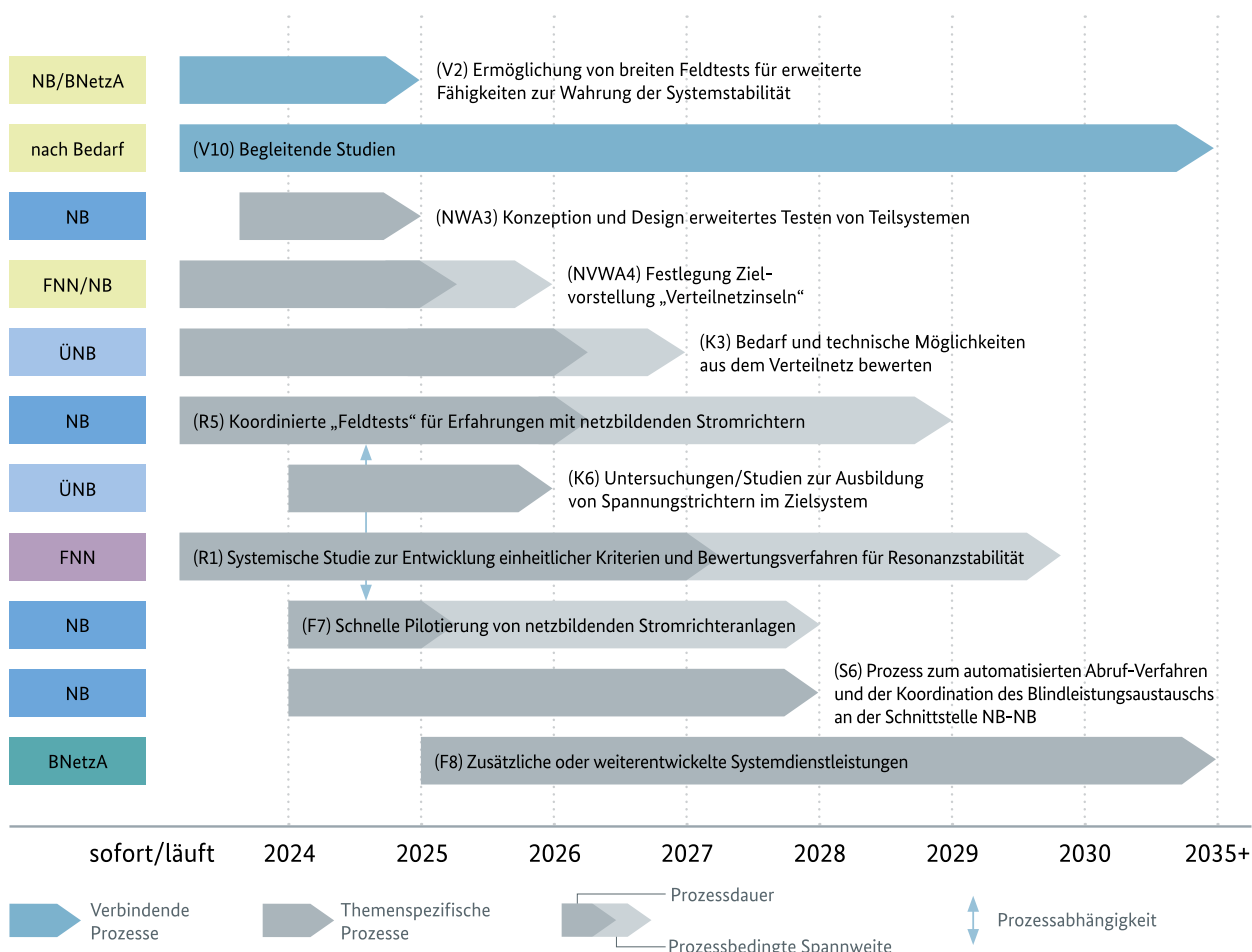 NB/BNetzA
(V2) Ermöglichung von breiten Feldtests für erweiterte
Fähigkeiten zur Wahrung der Systemstabilität
nach Bedarf
(V10) Begleitende Studien
NB
(NWA3) Konzeption und Design erweitertes Testen von Teilsystemen
FNN/NB
(NVWA4) Festlegung Ziel-
vorstellung „Verteilnetzinseln“
ÜNB
(K3) Bedarf und technische Möglichkeiten
aus dem Verteilnetz bewerten
NB
(R5) Koordinierte „Feldtests“ für Erfahrungen mit netzbildenden Stromrichtern
ÜNB
(K6) Untersuchungen/Studien zur Ausbildung
von Spannungstrichtern im Zielsystem
FNN
(R1) Systemische Studie zur Entwicklung einheitlicher Kriterien und Bewertungsverfahren für Resonanzstabilität
NB
(F7) Schnelle Pilotierung von netzbildenden Stromrichteranlagen
NB
(S6) Prozess zum automatisierten Abruf-Verfahren
und der Koordination des Blindleistungsaustauschs
an der Schnittstelle NB-NB
BNetzA
(F8) Zusätzliche oder weiterentwickelte Systemdienstleistungen
sofort/läuft 2024 2025 2026 2027 2028 2029 2030 2035+
Verbindende
Prozesse
Themenspezifische
Prozesse
Prozessdauer
Prozessbedingte Spannweite
Prozessabhängigkeit